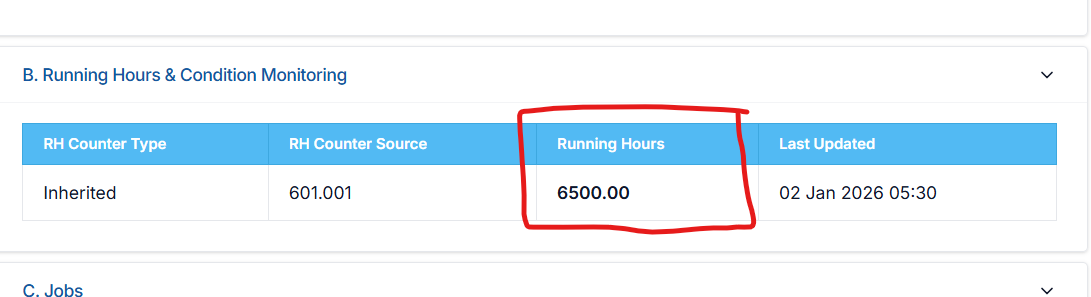 B. Running Hours & Condition Monitoring
RH Counter Type RH Counter Source Running Hours Last Updated
Inherited 601.001 6500.00 02 Jan 2026 05:30
C. Jobs